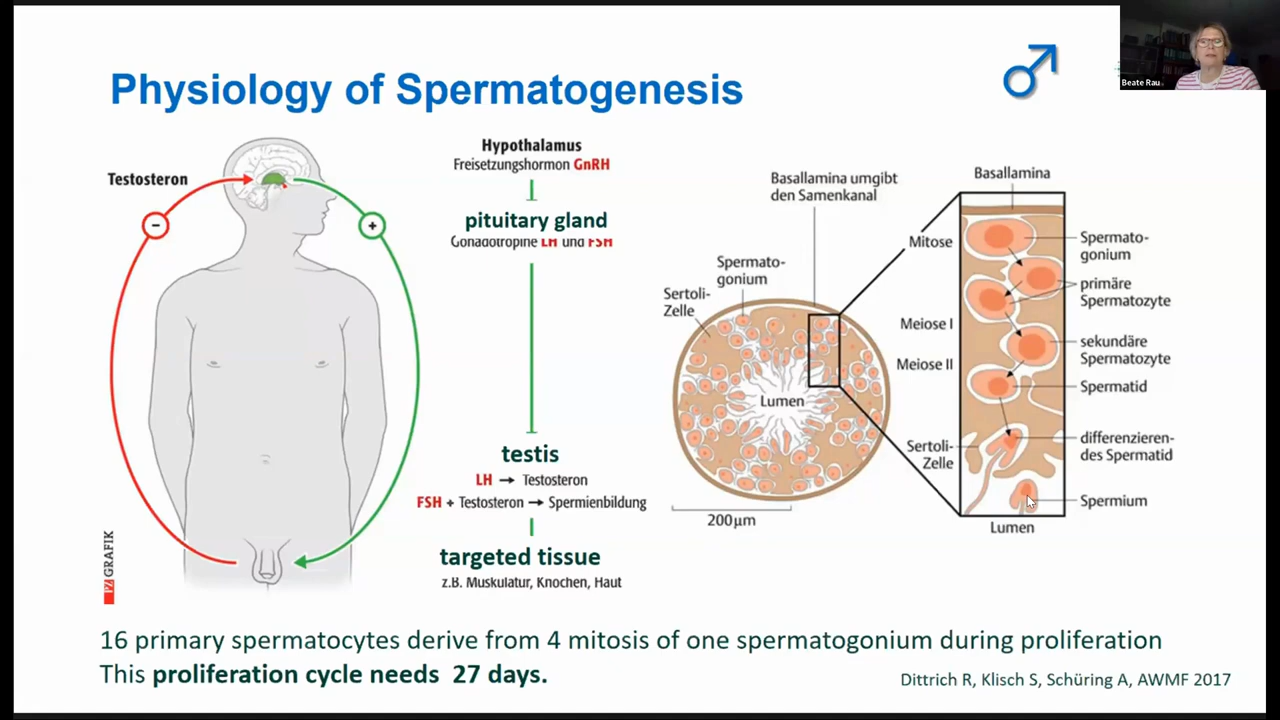 Physiology of Spermatogenesis
Beate Rau
Testosteron
Hypothalamus
Freisetzungshormon GnRH
pituitary gland
Gonadotropine LH und FSH
testis
LH → Testosteron
FSH + Testosteron → Spermienbildung
targeted tissue
z.B. Muskulatur, Knochen, Haut
PZ GRAFIK
Basallamina umgibt
den Samenkanal
Spermato-
gonium
Sertoli-
Zelle
Lumen
200 µm
Basallamina
Mitose
Meiose I
Meiose II
Sertoli-
Zelle
Spermato-
gonium
primäre
Spermatozyte
sekundäre
Spermatozyte
Spermatid
differenzieren-
des Spermatid
Spermium
Lumen
16 primary spermatocytes derive from 4 mitosis of one spermatogonium during proliferation
This proliferation cycle needs 27 days.
Dittrich R, Klisch S, Schüring A, AWMF 2017